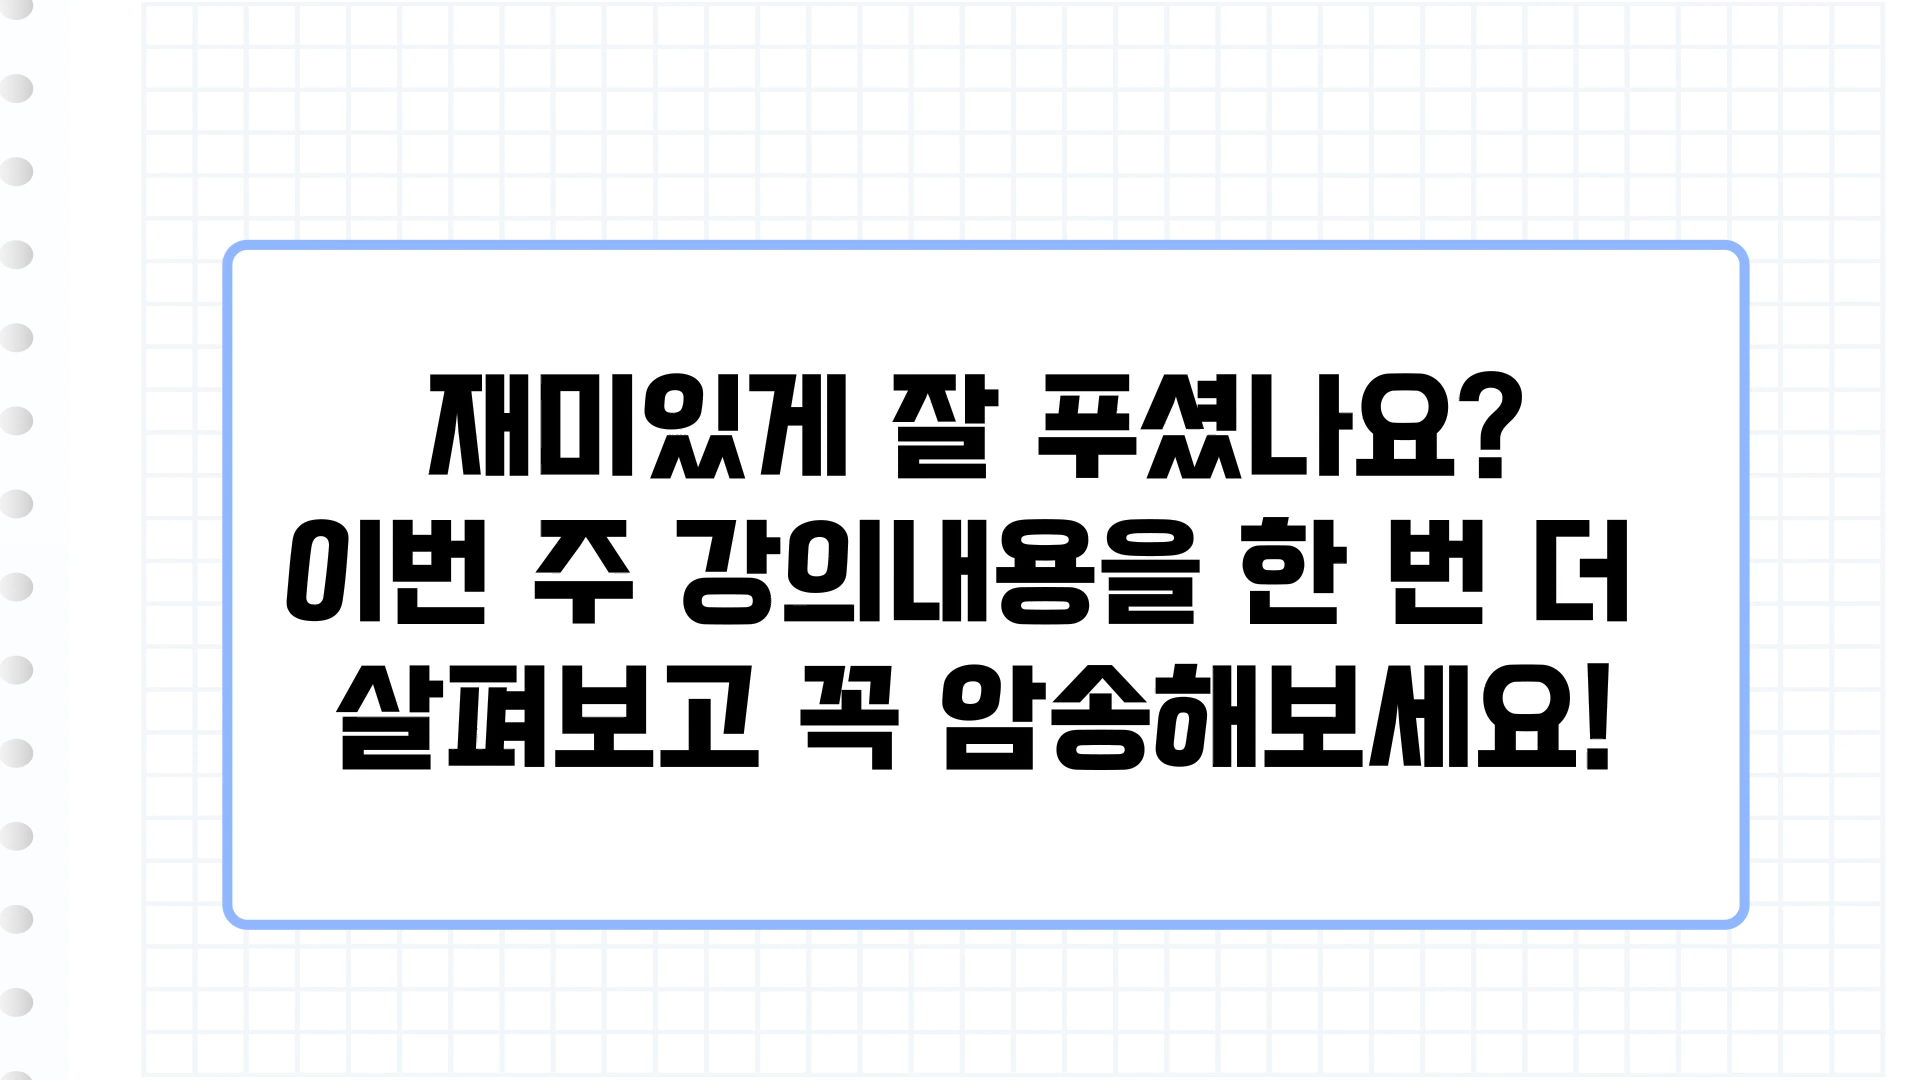 재미있게 잘 푸셨나요?
이번 주 강의내용을 한 번 더
살펴보고 꼭 암송해보세요!